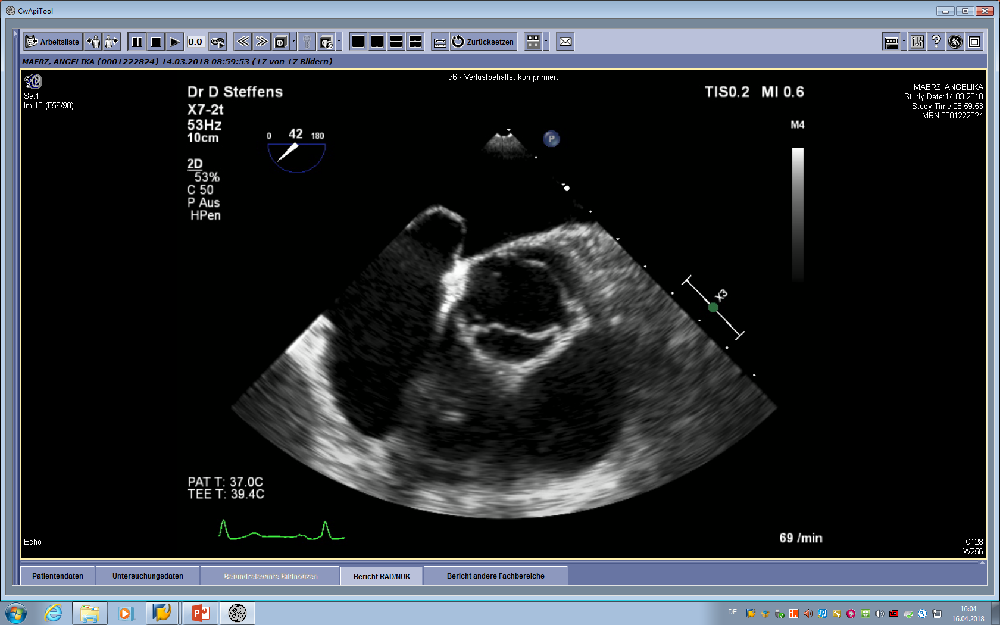 CwApiTool
Arbeitsliste
0.0
Zurücksetzen
MAERZ, ANGELIKA (0001222824) 14.03.2018 08:59:53 (17 von 17 Bildern)
96 - Verlustbehaftet komprimiert
Se:1
Im:13 (F56/90)
MAERZ, ANGELIKA
Study Date:14.03.2018
Study Time:08:59:53
MRN:0001222824
Dr D Steffens
X7-2t
53Hz
10cm
TIS0.2 MI 0.6
M4
0 42 180
P
2D
53%
C 50
P Aus
HPen
X3
PAT T: 37.0C
TEE T: 39.4C
69 /min
Echo
C128
W256
Patientendaten
Untersuchungsdaten
Befundrelevante Bildnotizen
Bericht RAD/NUK
Bericht andere Fachbereiche
DE
16:04
16.04.2018